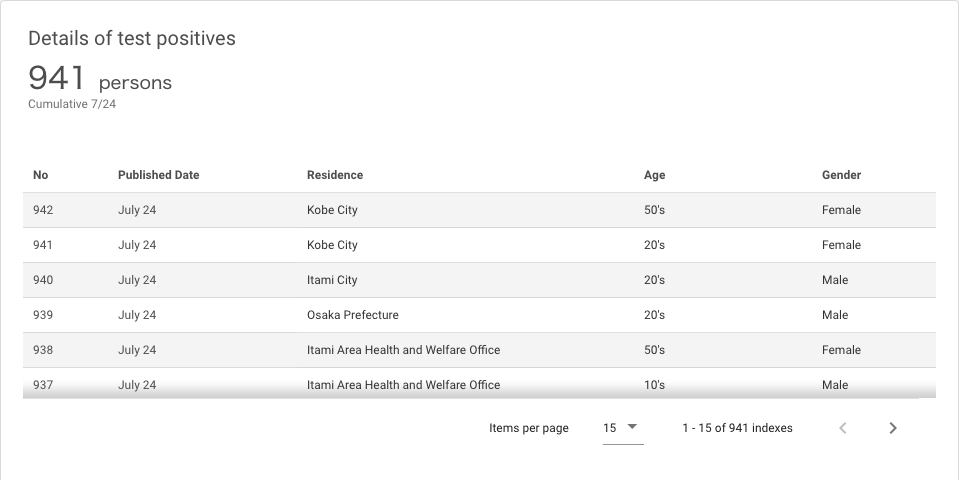 Details of test positives
941 persons
Cumulative 7/24
No Published Date Residence Age Gender
942 July 24 Kobe City 50's Female
941 July 24 Kobe City 20's Female
940 July 24 Itami City 20's Male
939 July 24 Osaka Prefecture 20's Male
938 July 24 Itami Area Health and Welfare Office 50's Female
937 July 24 Itami Area Health and Welfare Office 10's Male
Items per page 15 1 - 15 of 941 indexes